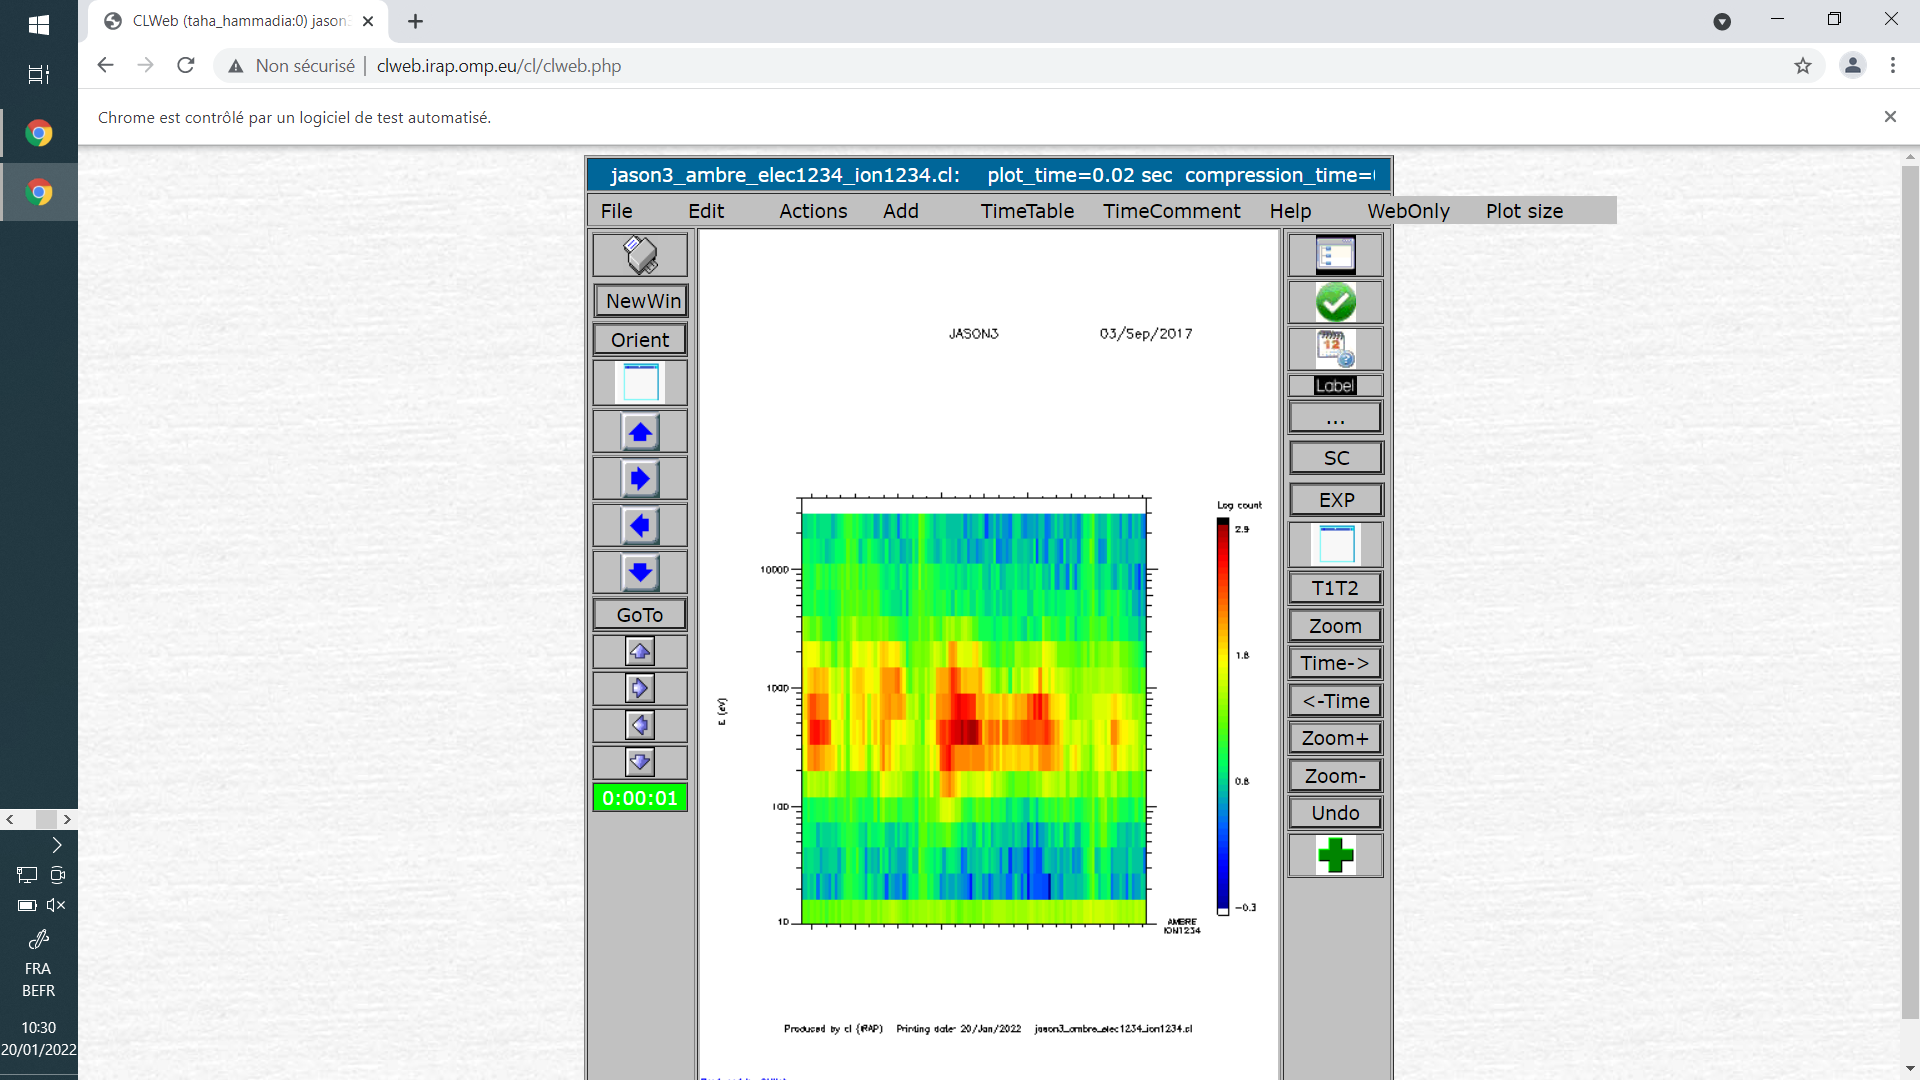 CLWeb (taha_hammadia:0) jason3
Non sécurisé | clweb.irap.omp.eu/cl/clweb.php
Chrome est contrôlé par un logiciel de test automatisé.
jason3_ambre_elec1234_ion1234.cl: plot_time=0.02 sec compression_time=
File Edit Actions Add TimeTable TimeComment Help WebOnly Plot size
NewWin
Orient
GoTo
0:00:01
JASON3 03/Sep/2017
Log count
2.9
1.8
0.8
-0.3
10000
1000
100
10
E (eV)
AMBRE
ION1234
Produced by cl (IRAP) Printing date: 20/Jan/2022 jason3_ambre_elec1234_ion1234.cl
12
Label
...
SC
EXP
T1T2
Zoom
Time->
<-Time
Zoom+
Zoom-
Undo
FRA
BEFR
10:30
20/01/2022